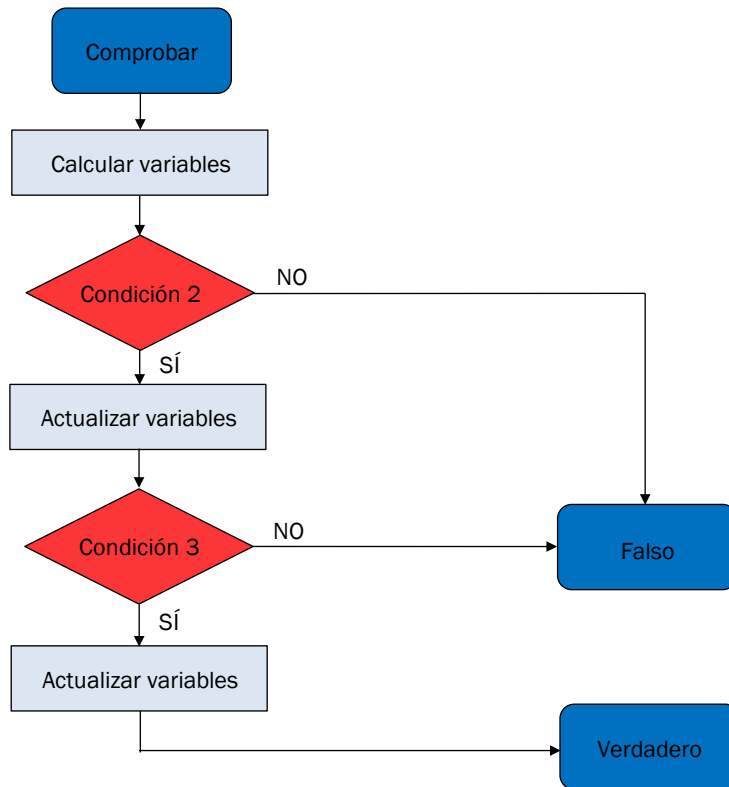 Comprobar
Calcular variables
Condición 2
NO
SÍ
Actualizar variables
Condición 3
NO
Falso
SÍ
Actualizar variables
Verdadero